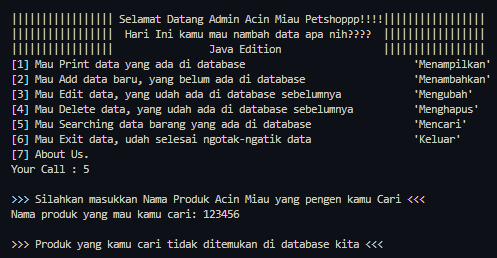 ||||||||||||||||| Selamat Datang Admin Acin Miau Petshoppp!!!!|||||||||||||||||
|||||||||||||||||  Hari Ini kamu mau nambah data apa nih????  |||||||||||||||||
|||||||||||||||||                Java Edition                 |||||||||||||||||
[1] Mau Print data yang ada di database 'Menampilkan'
[2] Mau Add data baru, yang belum ada di database 'Menambahkan'
[3] Mau Edit data, yang udah ada di database sebelumnya 'Mengubah'
[4] Mau Delete data, yang udah ada di database sebelumnya 'Menghapus'
[5] Mau Searching data barang yang ada di database 'Mencari'
[6] Mau Exit data, udah selesai ngotak-ngatik data 'Keluar'
[7] About Us.
Your Call : 5
>>> Silahkan masukkan Nama Produk Acin Miau yang pengen kamu Cari <<<
Nama produk yang mau kamu cari: 123456
>>> Produk yang kamu cari tidak ditemukan di database kita <<<